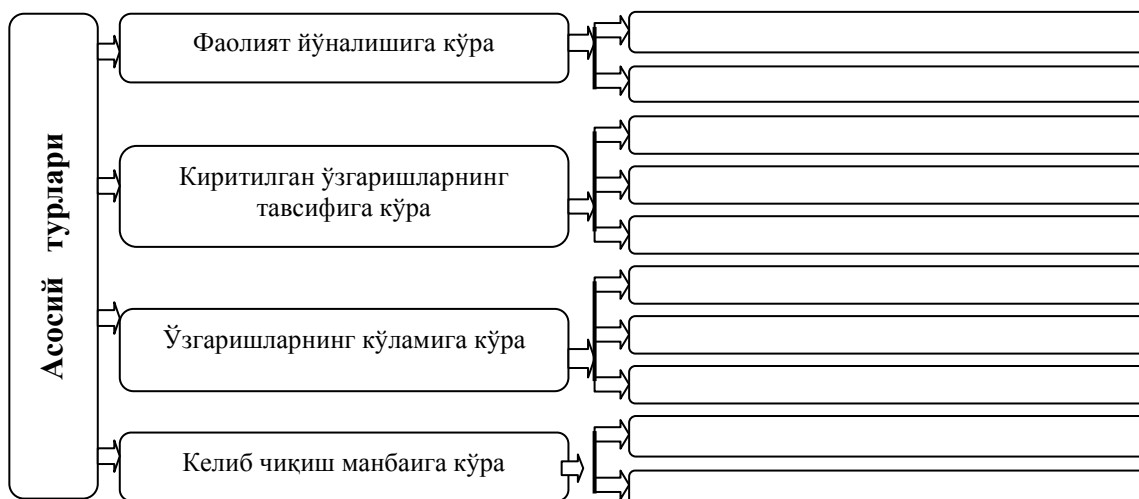 Асосий турлари
Фаолият йўналишига кўра
Киритилган ўзгаришларнинг
тавсифига кўра
Ўзгаришларнинг кўламига кўра
Келиб чиқиш манбаига кўра